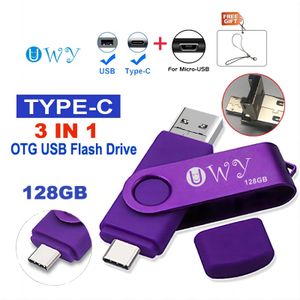 UWY
USB
Type-C
+
For Micro-USB
FREE
GIFT
TYPE-C
3 IN 1
OTG USB Flash Drive
128GB
UWY
128GB